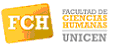 FCH
FACULTAD DE
CIENCIAS
HUMANAS
UNICEN